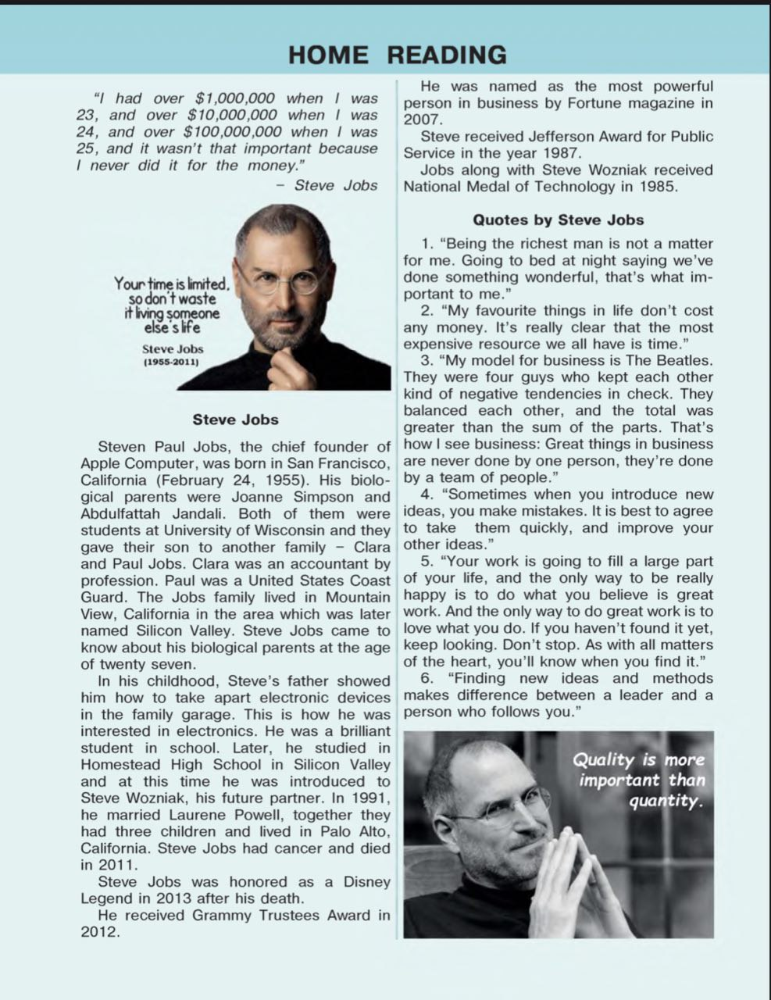 HOME READING
"I had over $1,000,000 when I was
23, and over $10,000,000 when I was
24, and over $100,000,000 when I was
25, and it wasn't that important because
I never did it for the money."
– Steve Jobs
Your time is limited,
so don't waste
it living someone
else's life
Steve Jobs
(1955-2011)
Steve Jobs
Steven Paul Jobs, the chief founder of
Apple Computer, was born in San Francisco,
California (February 24, 1955). His biolo-
gical parents were Joanne Simpson and
Abdulfattah Jandali. Both of them were
students at University of Wisconsin and they
gave their son to another family – Clara
and Paul Jobs. Clara was an accountant by
profession. Paul was a United States Coast
Guard. The Jobs family lived in Mountain
View, California in the area which was later
named Silicon Valley. Steve Jobs came to
know about his biological parents at the age
of twenty seven.
In his childhood, Steve's father showed
him how to take apart electronic devices
in the family garage. This is how he was
interested in electronics. He was a brilliant
student in school. Later, he studied in
Homestead High School in Silicon Valley
and at this time he was introduced to
Steve Wozniak, his future partner. In 1991,
he married Laurene Powell, together they
had three children and lived in Palo Alto,
California. Steve Jobs had cancer and died
in 2011.
Steve Jobs was honored as a Disney
Legend in 2013 after his death.
He received Grammy Trustees Award in
2012.
He was named as the most powerful
person in business by Fortune magazine in
2007.
Steve received Jefferson Award for Public
Service in the year 1987.
Jobs along with Steve Wozniak received
National Medal of Technology in 1985.
Quotes by Steve Jobs
1. "Being the richest man is not a matter
for me. Going to bed at night saying we've
done something wonderful, that's what im-
portant to me."
2. "My favourite things in life don't cost
any money. It's really clear that the most
expensive resource we all have is time."
3. "My model for business is The Beatles.
They were four guys who kept each other
kind of negative tendencies in check. They
balanced each other, and the total was
greater than the sum of the parts. That's
how I see business: Great things in business
are never done by one person, they're done
by a team of people."
4. "Sometimes when you introduce new
ideas, you make mistakes. It is best to agree
to take them quickly, and improve your
other ideas."
5. "Your work is going to fill a large part
of your life, and the only way to be really
happy is to do what you believe is great
work. And the only way to do great work is to
love what you do. If you haven't found it yet,
keep looking. Don't stop. As with all matters
of the heart, you'll know when you find it."
6. "Finding new ideas and methods
makes difference between a leader and a
person who follows you."
Quality is more
important than
quantity.